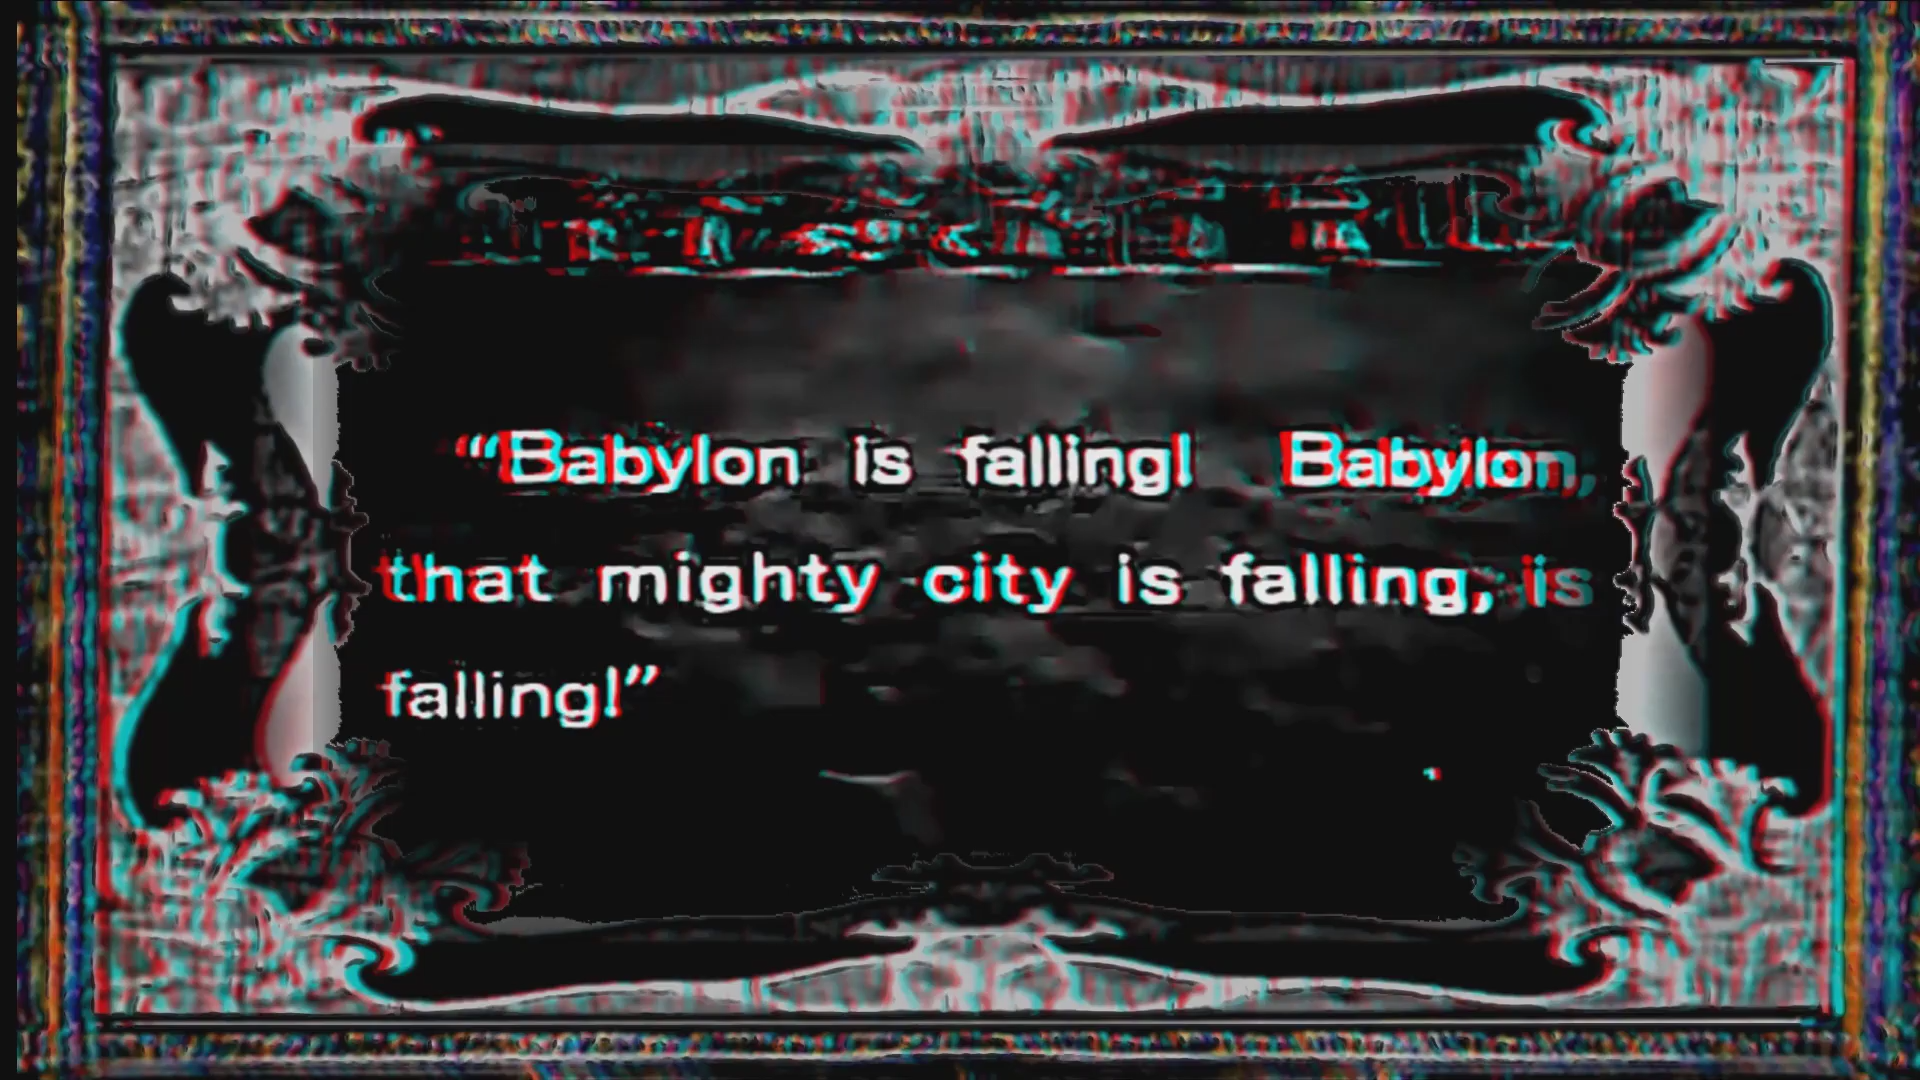 “Babylon is falling! Babylon,
that mighty city is falling, is
falling!”